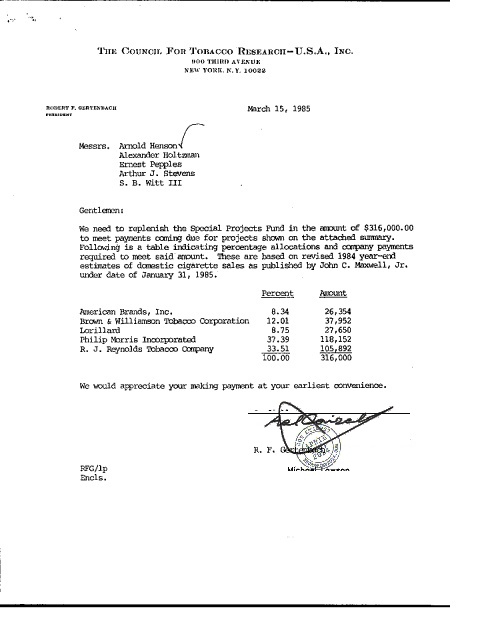 THE COUNCIL FOR TOBACCO RESEARCH—U.S.A., INC.
900 THIRD AVENUE
NEW YORK, N.Y. 10022
ROBERT F. GERTENBACH
PRESIDENT
March 15, 1985
Messrs. Arnold Henson
Alexander Holtzman
Ernest Pepples
Arthur J. Stevens
S. B. Witt III
Gentlemen:
We need to replenish the Special Projects Fund in the amount of $316,000.00
to meet payments coming due for projects shown on the attached summary.
Following is a table indicating percentage allocations and company payments
required to meet said amount. These are based on revised 1984 year-end
estimates of domestic cigarette sales as published by John C. Maxwell, Jr.
under date of January 31, 1985.
Percent Amount
American Brands, Inc. 8.34 26,354
Brown & Williamson Tobacco Corporation 12.01 37,952
Lorillard 8.75 27,650
Philip Morris Incorporated 37.39 118,152
R. J. Reynolds Tobacco Company 33.51 105,892
100.00 316,000
We would appreciate your making payment at your earliest convenience.
R. F. Gertenbach
Michael
RFG/lp
Encls.